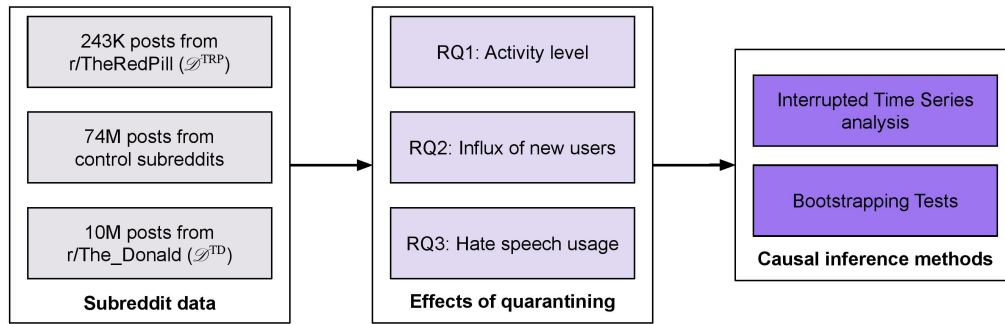 243K posts from
r/TheRedPill (𝒟^TRP)
74M posts from
control subreddits
10M posts from
r/The_Donald (𝒟^TD)
Subreddit data
RQ1: Activity level
RQ2: Influx of new users
RQ3: Hate speech usage
Effects of quarantining
Interrupted Time Series
analysis
Bootstrapping Tests
Causal inference methods